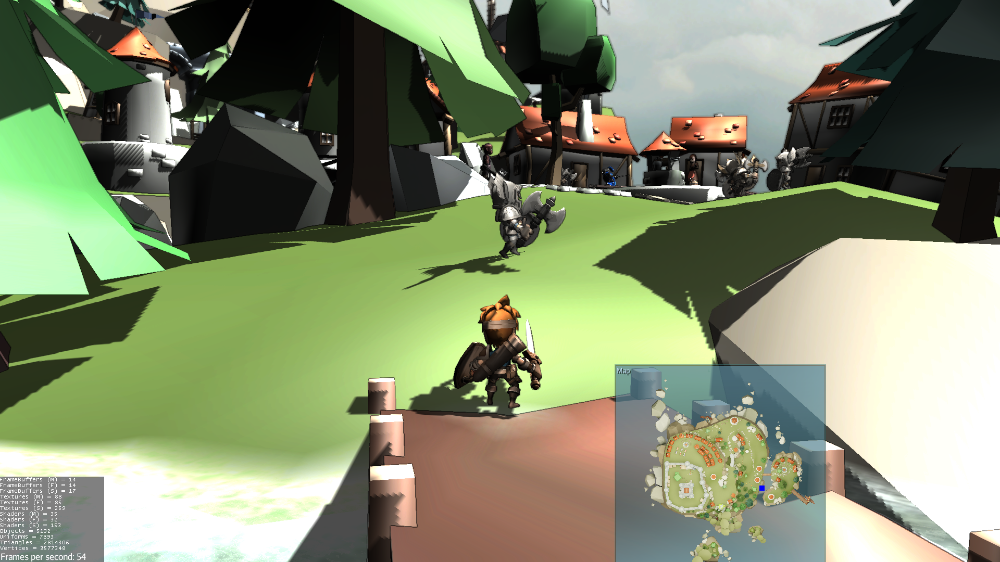 Map
FrameBuffers (M) = 14
FrameBuffers (F) = 14
FrameBuffers (S) = 17
Textures (M) = 88
Textures (F) = 85
Textures (S) = 259
Shaders (M) = 35
Shaders (F) = 32
Shaders (S) = 153
Objects = 5132
Uniforms = 7893
Triangles = 2814306
Vertices = 3577348
Frames per second: 54